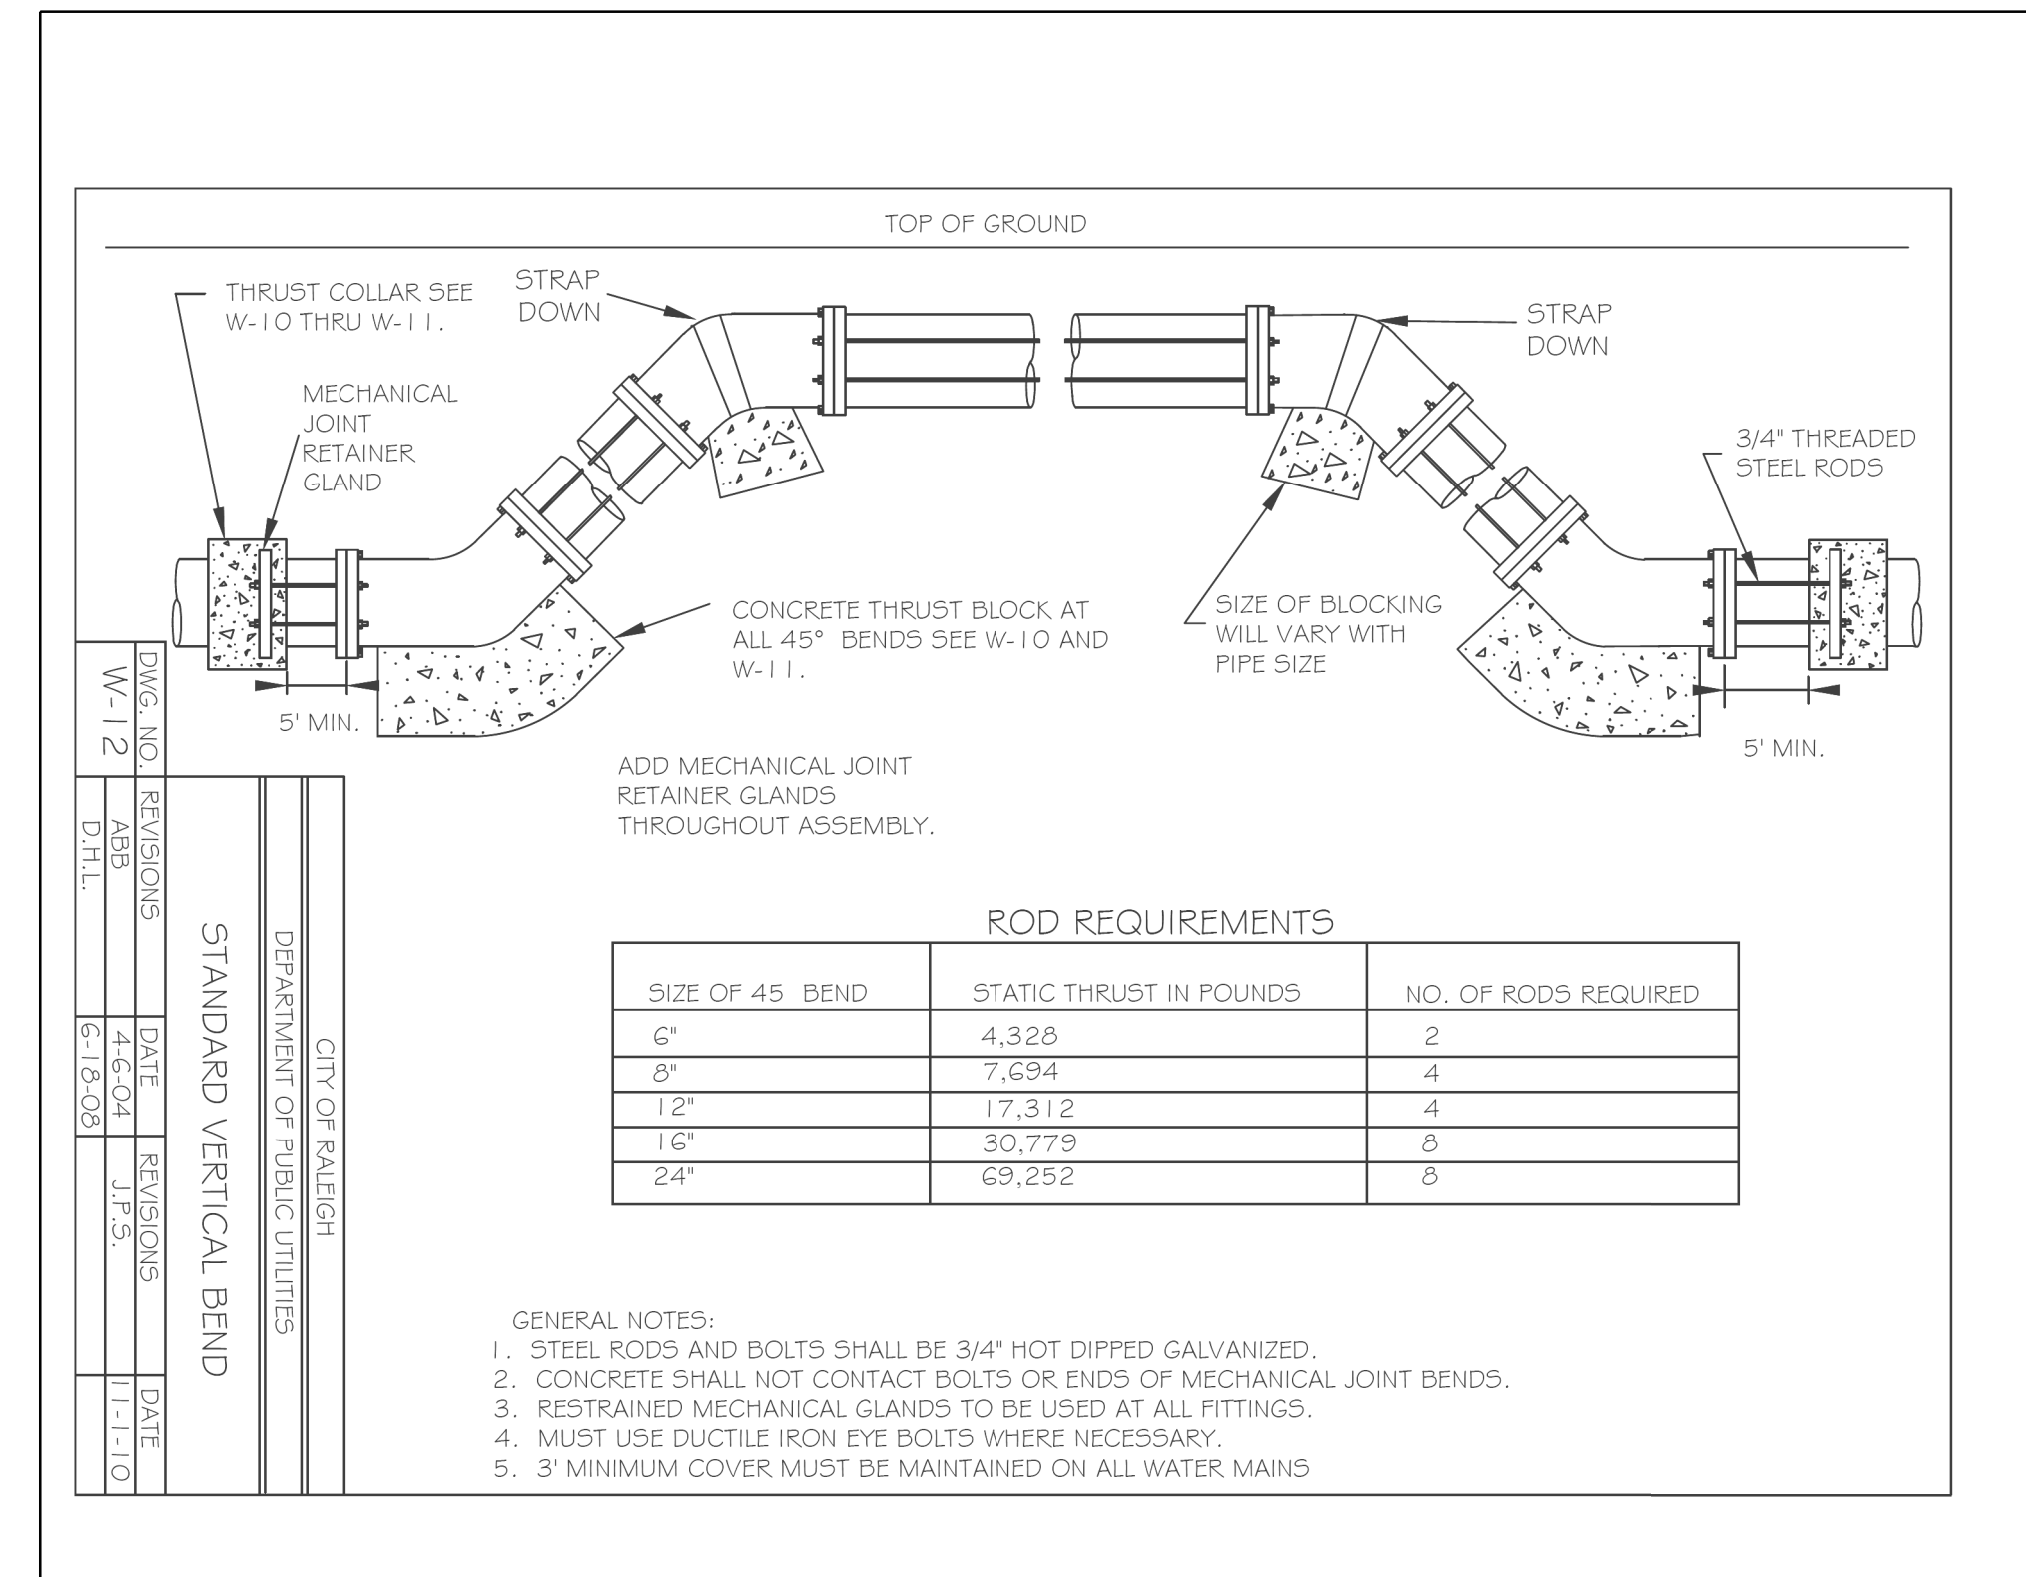 TOP OF GROUND
THRUST COLLAR SEE
W-10 THRU W-11.
STRAP
DOWN
STRAP
DOWN
MECHANICAL
JOINT
RETAINER
GLAND
3/4" THREADED
STEEL RODS
CONCRETE THRUST BLOCK AT
ALL 45° BENDS SEE W-10 AND
W-11.
SIZE OF BLOCKING
WILL VARY WITH
PIPE SIZE
5' MIN.
5' MIN.
ADD MECHANICAL JOINT
RETAINER GLANDS
THROUGHOUT ASSEMBLY.
ROD REQUIREMENTS
SIZE OF 45 BEND STATIC THRUST IN POUNDS NO. OF RODS REQUIRED
6" 4,328 2
8" 7,694 4
12" 17,312 4
16" 30,779 8
24" 69,252 8
GENERAL NOTES:
1. STEEL RODS AND BOLTS SHALL BE 3/4" HOT DIPPED GALVANIZED.
2. CONCRETE SHALL NOT CONTACT BOLTS OR ENDS OF MECHANICAL JOINT BENDS.
3. RESTRAINED MECHANICAL GLANDS TO BE USED AT ALL FITTINGS.
4. MUST USE DUCTILE IRON EYE BOLTS WHERE NECESSARY.
5. 3' MINIMUM COVER MUST BE MAINTAINED ON ALL WATER MAINS
CITY OF RALEIGH
DEPARTMENT OF PUBLIC UTILITIES
STANDARD VERTICAL BEND
DWG. NO. REVISIONS DATE REVISIONS DATE
W-12 ABB 4-6-04 J.P.S. 11-1-10
D.H.L. 6-18-08